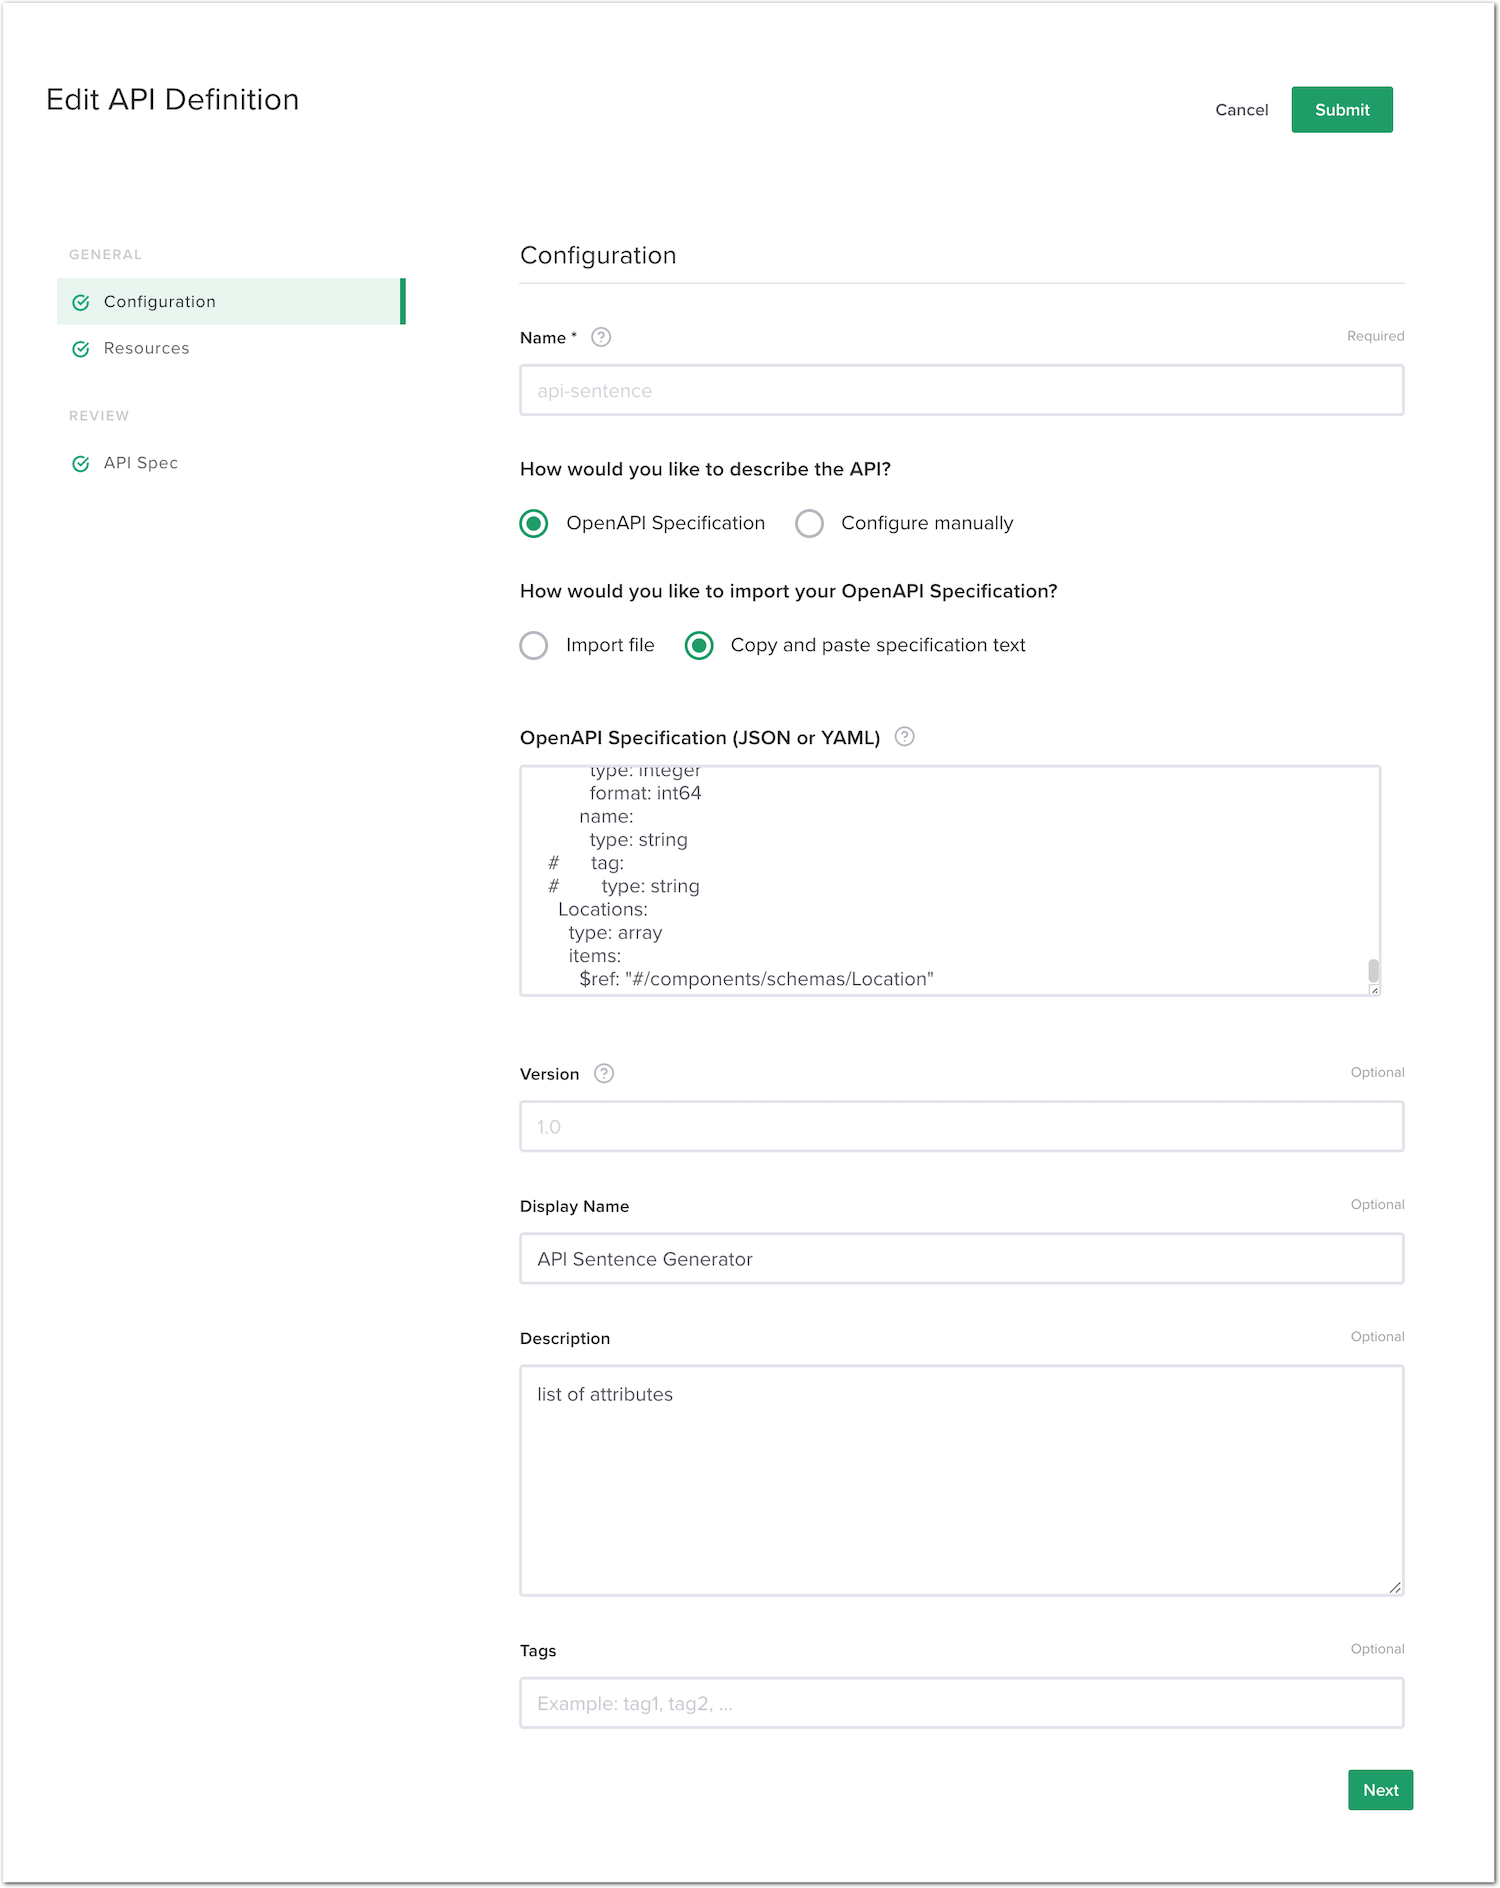 Edit API Definition
Cancel
Submit
GENERAL
Configuration
Resources
REVIEW
API Spec
Configuration
Name *
Required
api-sentence
How would you like to describe the API?
OpenAPI Specification
Configure manually
How would you like to import your OpenAPI Specification?
Import file
Copy and paste specification text
OpenAPI Specification (JSON or YAML)
type: integer
format: int64
name:
type: string
# tag:
# type: string
Locations:
type: array
items:
$ref: "#/components/schemas/Location"
Version
Optional
1.0
Display Name
Optional
API Sentence Generator
Description
Optional
list of attributes
Tags
Optional
Example: tag1, tag2, ...
Next